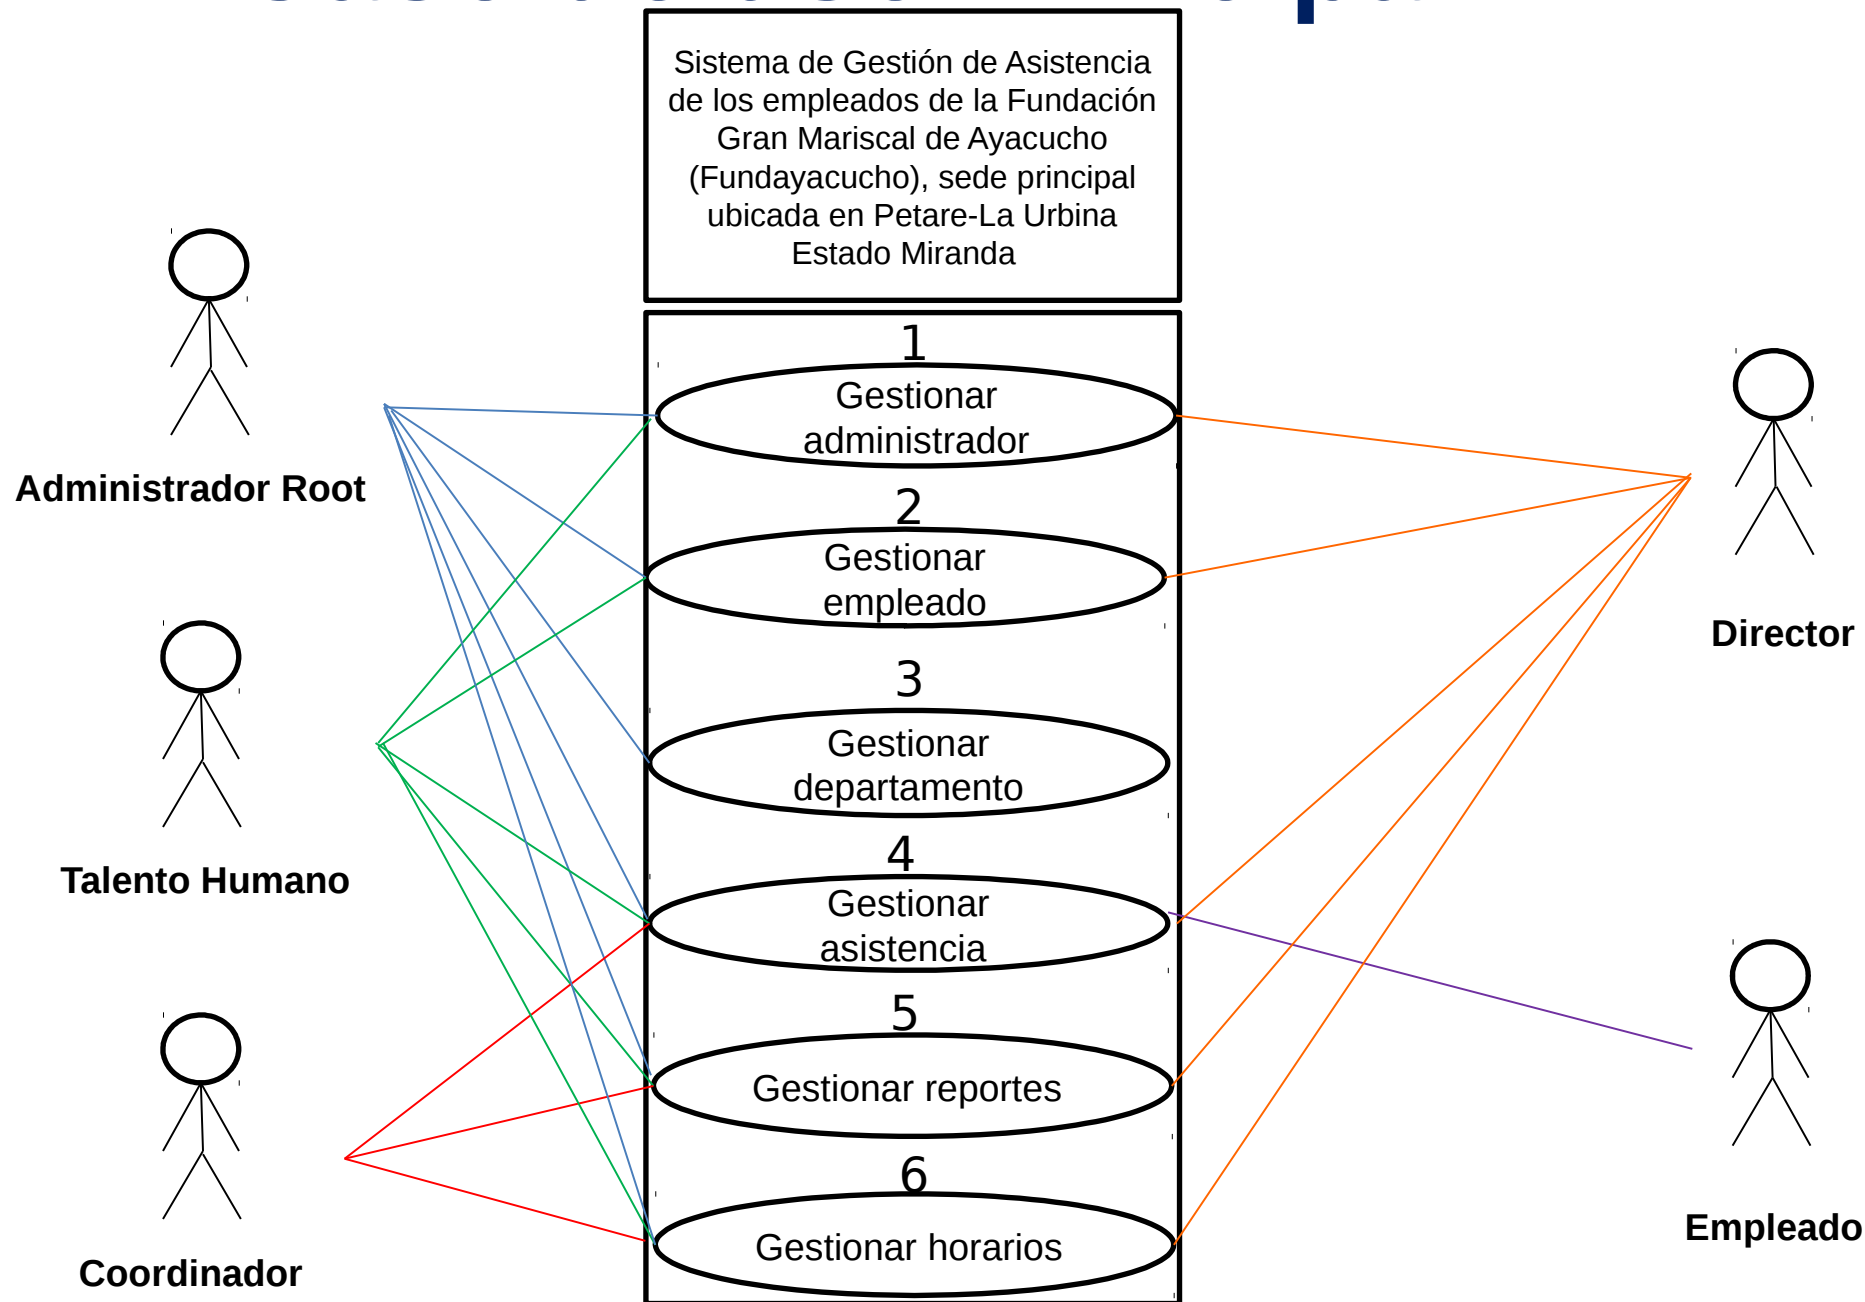 Sistema de Gestión de Asistencia
de los empleados de la Fundación
Gran Mariscal de Ayacucho
(Fundayacucho), sede principal
ubicada en Petare-La Urbina
Estado Miranda
1
Gestionar
administrador
Administrador Root
2
Gestionar
empleado
Director
3
Gestionar
departamento
4
Talento Humano
Gestionar
asistencia
5
Gestionar reportes
6
Empleado
Gestionar horarios
Coordinador